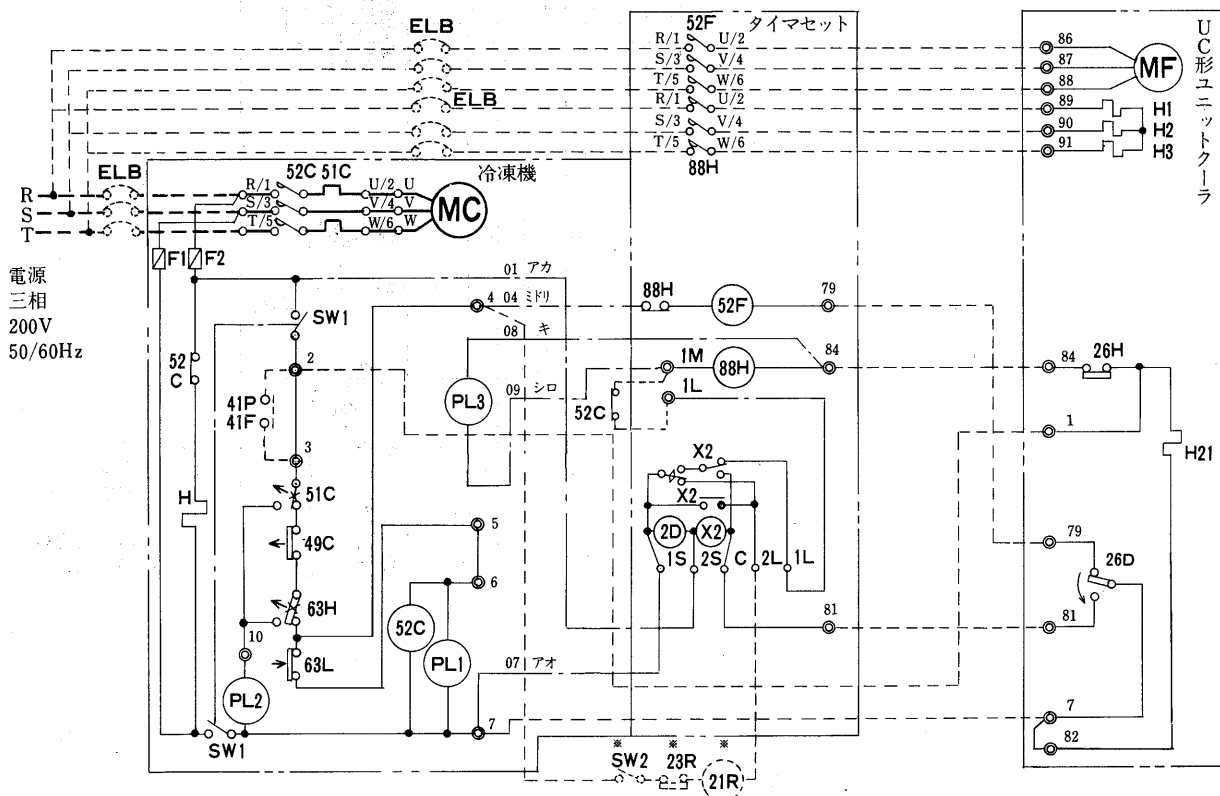 52F
タイマセット
UC形ユニットクーラ
ELB
R/1 U/2
S/3 V/4
T/5 W/6
ELB
R/1 U/2
S/3 V/4
T/5 W/6
88H
86
87
88
89
90
91
MF
H1
H2
H3
ELB
冷凍機
52C 51C
R
S
T
R/1
S/3
T/5
U/2 U
V/4 V
W/6 W
MC
F1
F2
電源
三相
200V
50/60Hz
01 アカ
4 04 ミドリ
88H
52F
79
SW1
08 キ
2
52
C
1M
88H
84
84
26H
41P
41F
PL3
09 シロ
52C
1L
1
3
H21
X2
51C
X2
H
5
2D
X2
79
49C
1S 2S C 2L 1L
26D
6
63H
52C
81
81
10
PL1
63L
07 アオ
PL2
7
7
SW1
82
※ ※ ※
SW2 23R
21R